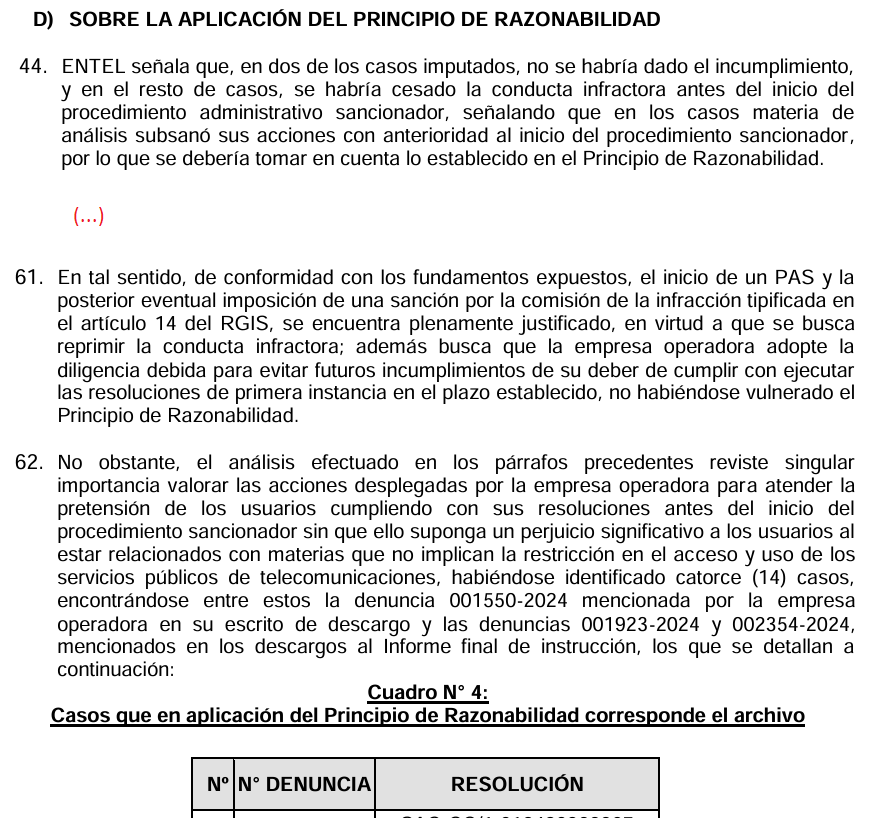 D) SOBRE LA APLICACIÓN DEL PRINCIPIO DE RAZONABILIDAD
44. ENTEL señala que, en dos de los casos imputados, no se habría dado el incumplimiento,
y en el resto de casos, se habría cesado la conducta infractora antes del inicio del
procedimiento administrativo sancionador, señalando que en los casos materia de
análisis subsanó sus acciones con anterioridad al inicio del procedimiento sancionador,
por lo que se debería tomar en cuenta lo establecido en el Principio de Razonabilidad.
(...)
61. En tal sentido, de conformidad con los fundamentos expuestos, el inicio de un PAS y la
posterior eventual imposición de una sanción por la comisión de la infracción tipificada en
el artículo 14 del RGIS, se encuentra plenamente justificado, en virtud a que se busca
reprimir la conducta infractora; además busca que la empresa operadora adopte la
diligencia debida para evitar futuros incumplimientos de su deber de cumplir con ejecutar
las resoluciones de primera instancia en el plazo establecido, no habiéndose vulnerado el
Principio de Razonabilidad.
62. No obstante, el análisis efectuado en los párrafos precedentes reviste singular
importancia valorar las acciones desplegadas por la empresa operadora para atender la
pretensión de los usuarios cumpliendo con sus resoluciones antes del inicio del
procedimiento sancionador sin que ello suponga un perjuicio significativo a los usuarios al
estar relacionados con materias que no implican la restricción en el acceso y uso de los
servicios públicos de telecomunicaciones, habiéndose identificado catorce (14) casos,
encontrándose entre estos la denuncia 001550-2024 mencionada por la empresa
operadora en su escrito de descargo y las denuncias 001923-2024 y 002354-2024,
mencionados en los descargos al Informe final de instrucción, los que se detallan a
continuación:
Cuadro N° 4:
Casos que en aplicación del Principio de Razonabilidad corresponde el archivo
Nº N° DENUNCIA RESOLUCIÓN